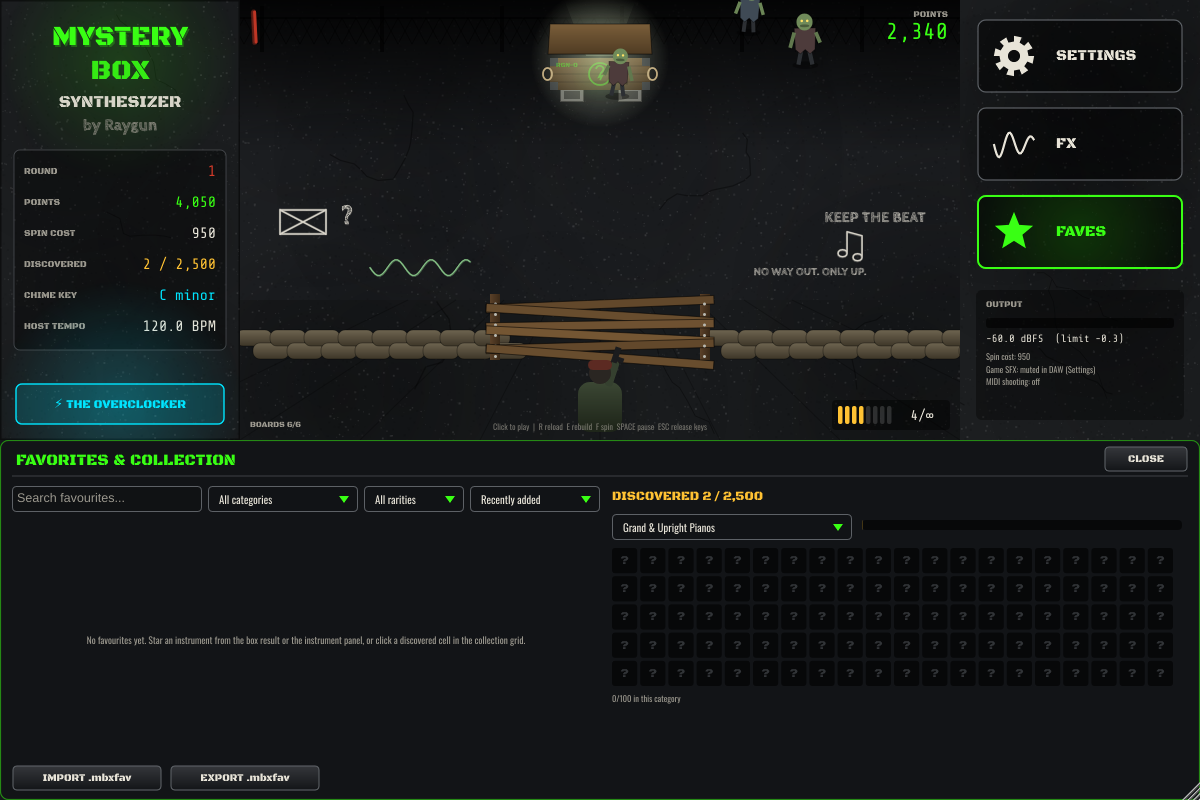 MYSTERY
BOX
SYNTHESIZER
by Raygun
ROUND 1
POINTS 4,050
SPIN COST 950
DISCOVERED 2 / 2,500
CHIME KEY C minor
HOST TEMPO 120.0 BPM
⚡ THE OVERCLOCKER
POINTS
2,340
?
?
KEEP THE BEAT
NO WAY OUT. ONLY UP.
BOARDS 6/6
Click to play | R reload E rebuild F spin SPACE pause ESC release keys
4/∞
SETTINGS
FX
FAVES
OUTPUT
-60.0 dBFS (limit -0.3)
Spin cost: 950
Game SFX: muted in DAW (Settings)
MIDI shooting: off
FAVORITES & COLLECTION
CLOSE
Search favourites...
All categories
All rarities
Recently added
No favourites yet. Star an instrument from the box result or the instrument panel, or click a discovered cell in the collection grid.
IMPORT .mbxfav
EXPORT .mbxfav
DISCOVERED 2 / 2,500
Grand & Upright Pianos
? ? ? ? ? ? ? ? ? ? ? ? ? ? ? ? ? ? ? ?
? ? ? ? ? ? ? ? ? ? ? ? ? ? ? ? ? ? ? ?
? ? ? ? ? ? ? ? ? ? ? ? ? ? ? ? ? ? ? ?
? ? ? ? ? ? ? ? ? ? ? ? ? ? ? ? ? ? ? ?
? ? ? ? ? ? ? ? ? ? ? ? ? ? ? ? ? ? ? ?
0/100 in this category